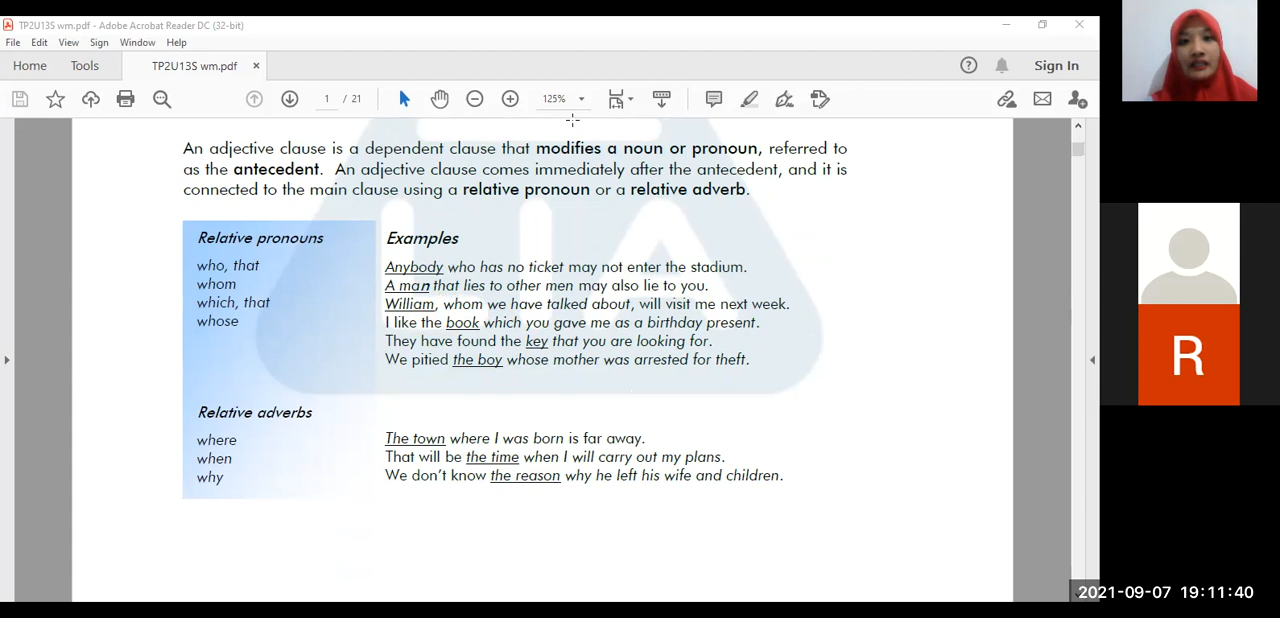 TP2U13S wm.pdf - Adobe Acrobat Reader DC (32-bit)
File Edit View Sign Window Help
Home Tools TP2U13S wm.pdf × Sign In
1 / 21 125%
An adjective clause is a dependent clause that modifies a noun or pronoun, referred to
as the antecedent. An adjective clause comes immediately after the antecedent, and it is
connected to the main clause using a relative pronoun or a relative adverb.
Relative pronouns
who, that
whom
which, that
whose
Examples
Anybody who has no ticket may not enter the stadium.
A man that lies to other men may also lie to you.
William, whom we have talked about, will visit me next week.
I like the book which you gave me as a birthday present.
They have found the key that you are looking for.
We pitied the boy whose mother was arrested for theft.
Relative adverbs
where
when
why
The town where I was born is far away.
That will be the time when I will carry out my plans.
We don't know the reason why he left his wife and children.
LIA
R
2021-09-07 19:11:40